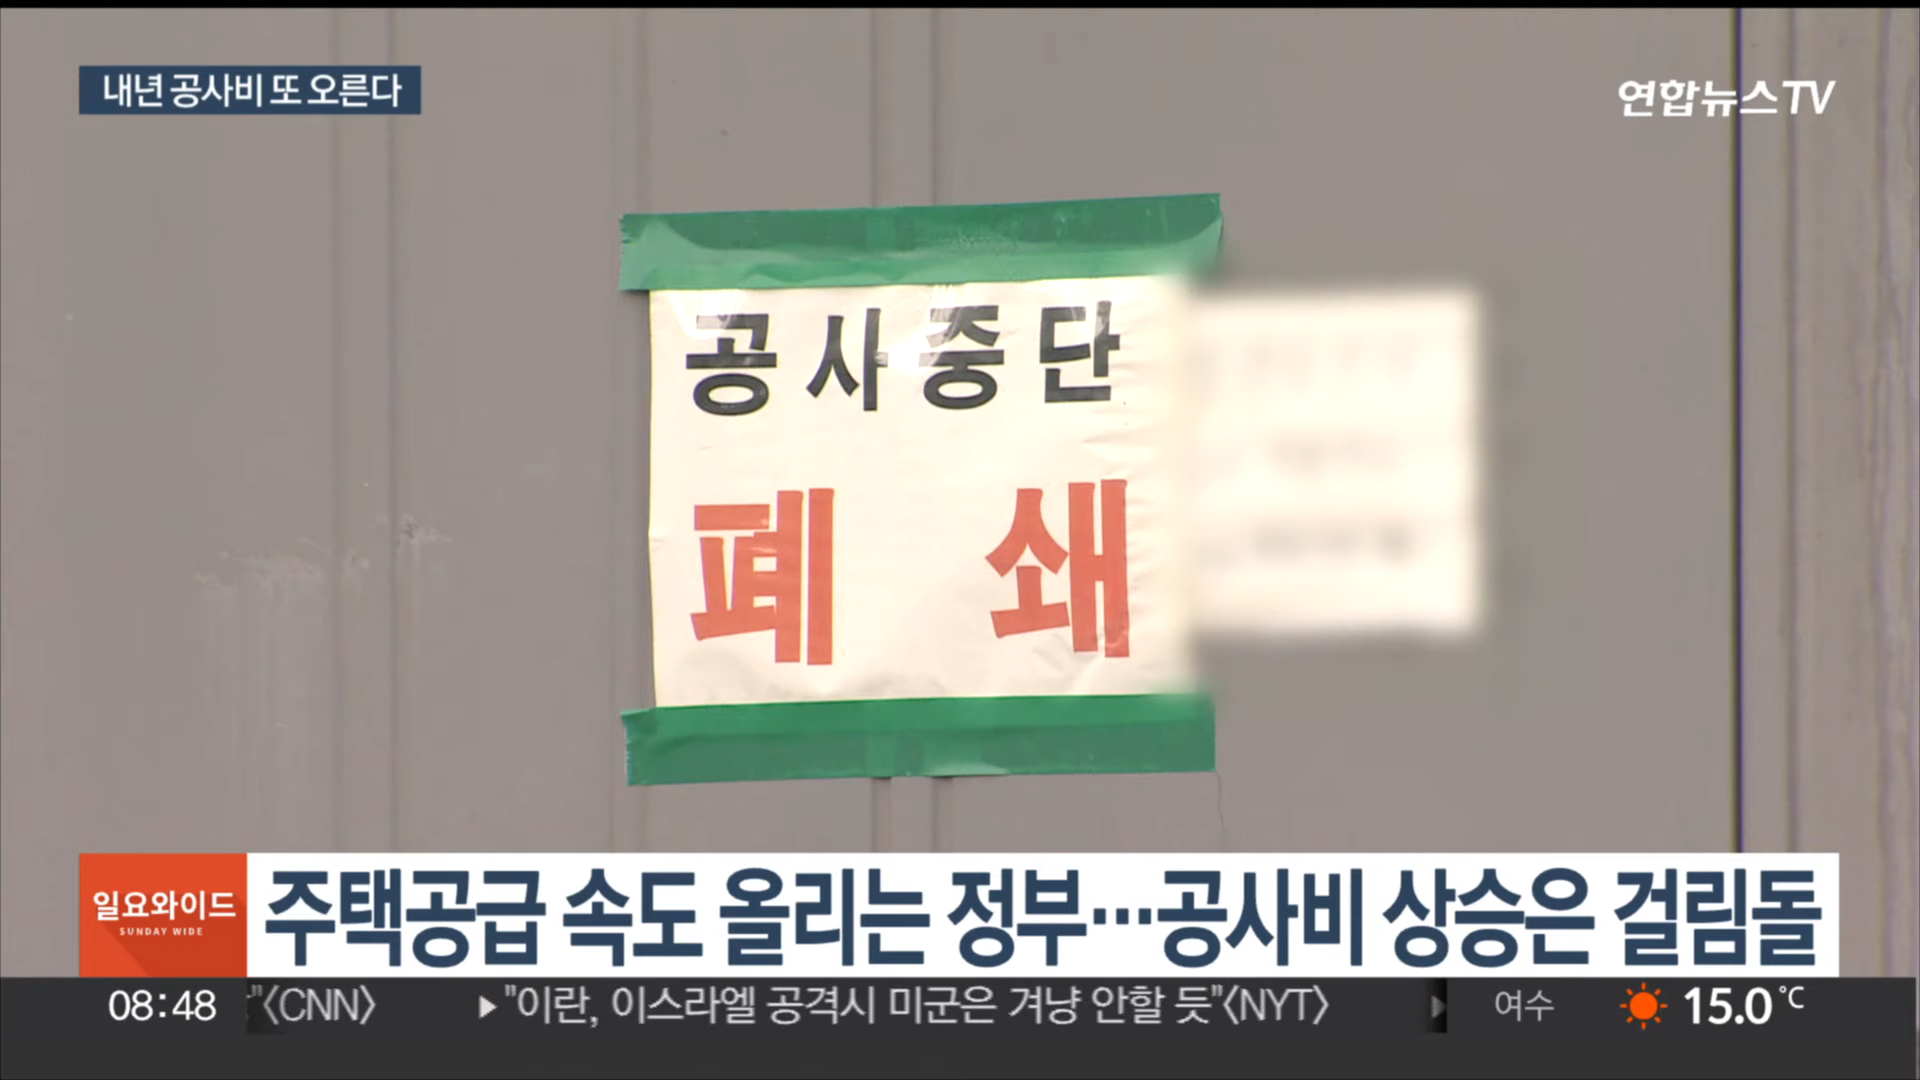 내년 공사비 또 오른다
연합뉴스TV
공사중단
폐 쇄
일요와이드
SUNDAY WIDE
주택공급 속도 올리는 정부…공사비 상승은 걸림돌
08:48
"〈CNN〉 ▶"이란, 이스라엘 공격시 미군은 겨냥 안할 듯"〈NYT〉
여수 15.0℃